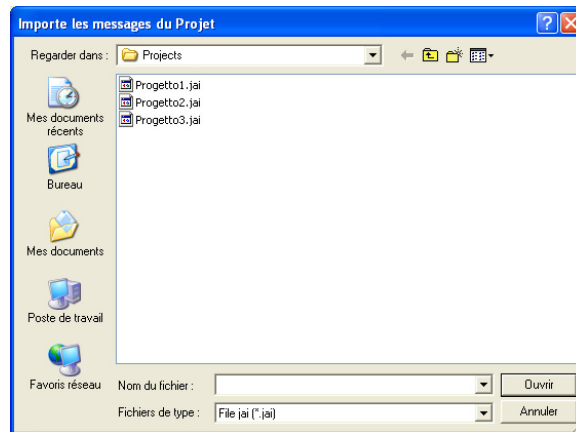 Importe les messages du Projet
Regarder dans :
Projects
Mes documents
récents
Bureau
Mes documents
Poste de travail
Favoris réseau
Progetto1.jai
Progetto2.jai
Progetto3.jai
Nom du fichier :
Ouvrir
Fichiers de type :
File jai (*.jai)
Annuler